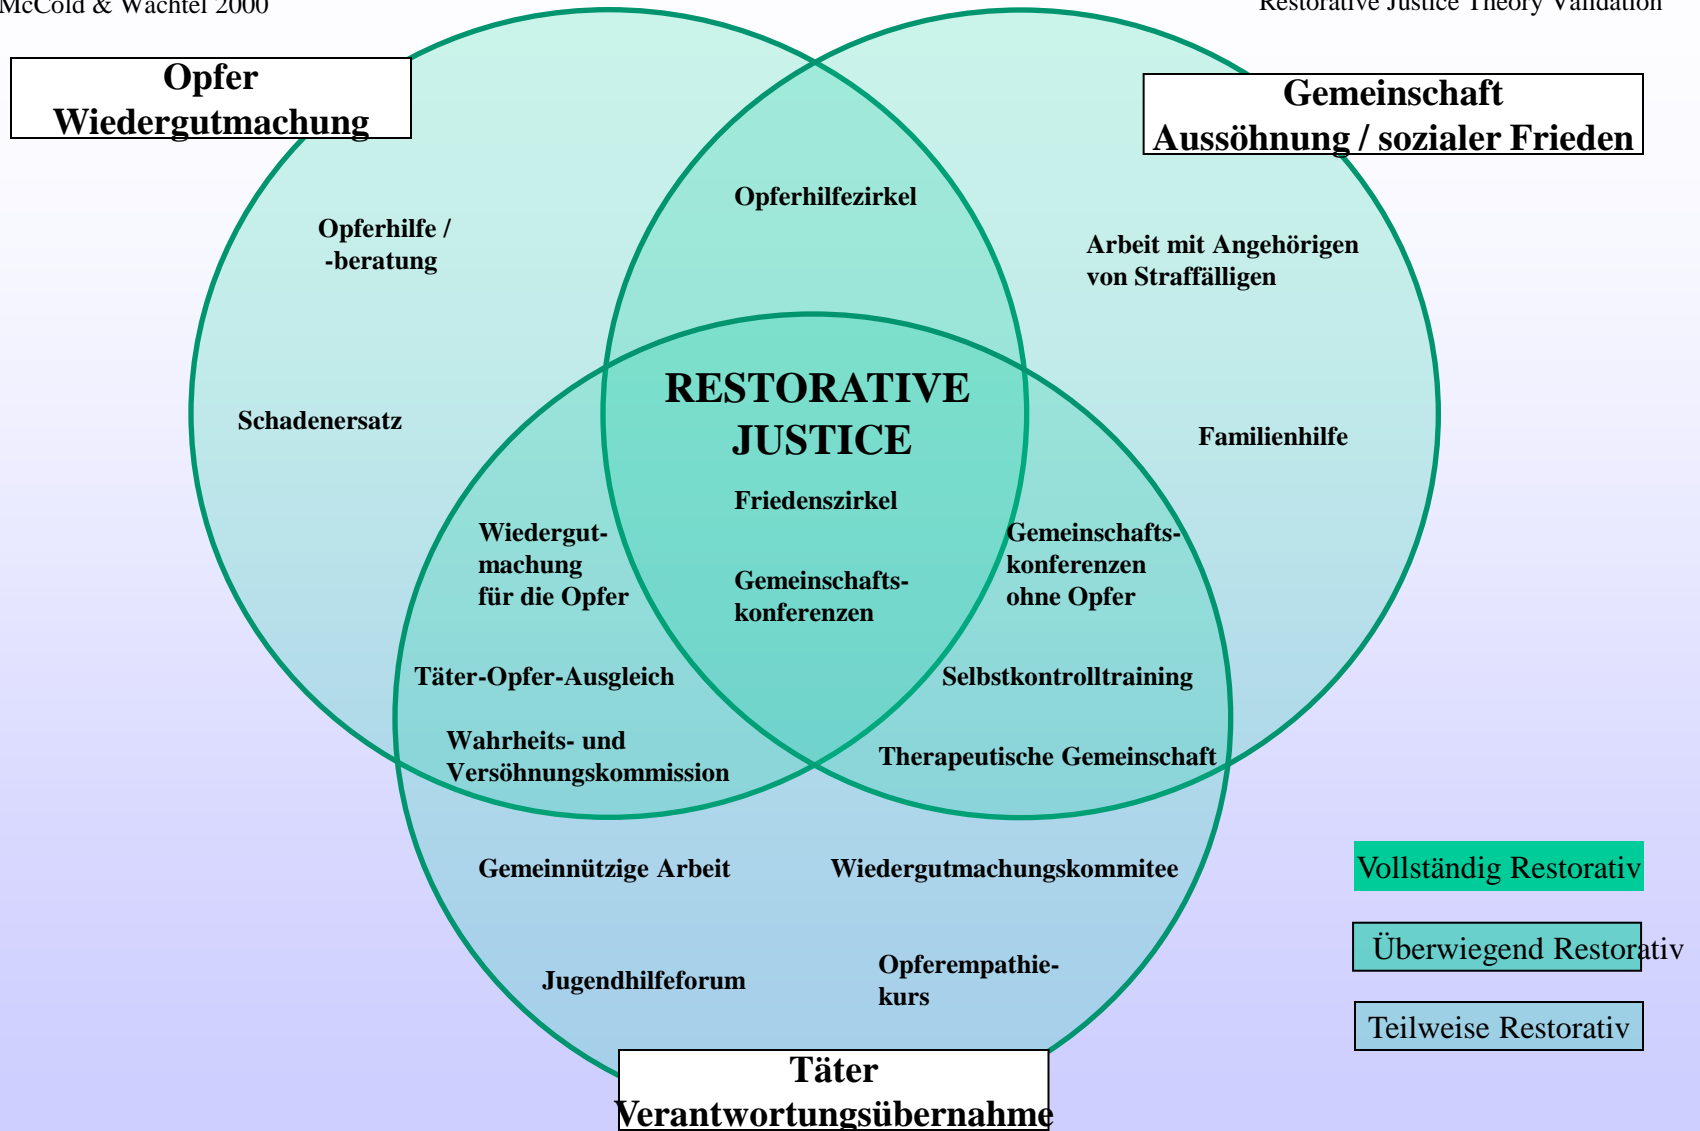 McCold & Wachtel 2000
Restorative Justice Theory Validation
Opfer
Wiedergutmachung
Gemeinschaft
Aussöhnung / sozialer Frieden
Opferhilfezirkel
Opferhilfe /
-beratung
Arbeit mit Angehörigen
von Straffälligen
RESTORATIVE
JUSTICE
Schadenersatz
Familienhilfe
Friedenszirkel
Wiedergut-
machung
für die Opfer
Gemeinschafts-
konferenzen
Gemeinschafts-
konferenzen
ohne Opfer
Täter-Opfer-Ausgleich
Selbstkontrolltraining
Wahrheits- und
Versöhnungskommission
Therapeutische Gemeinschaft
Gemeinnützige Arbeit
Wiedergutmachungskommitee
Jugendhilfeforum
Opferempathie-
kurs
Vollständig Restorativ
Überwiegend Restorativ
Teilweise Restorativ
Täter
Verantwortungsübernahme